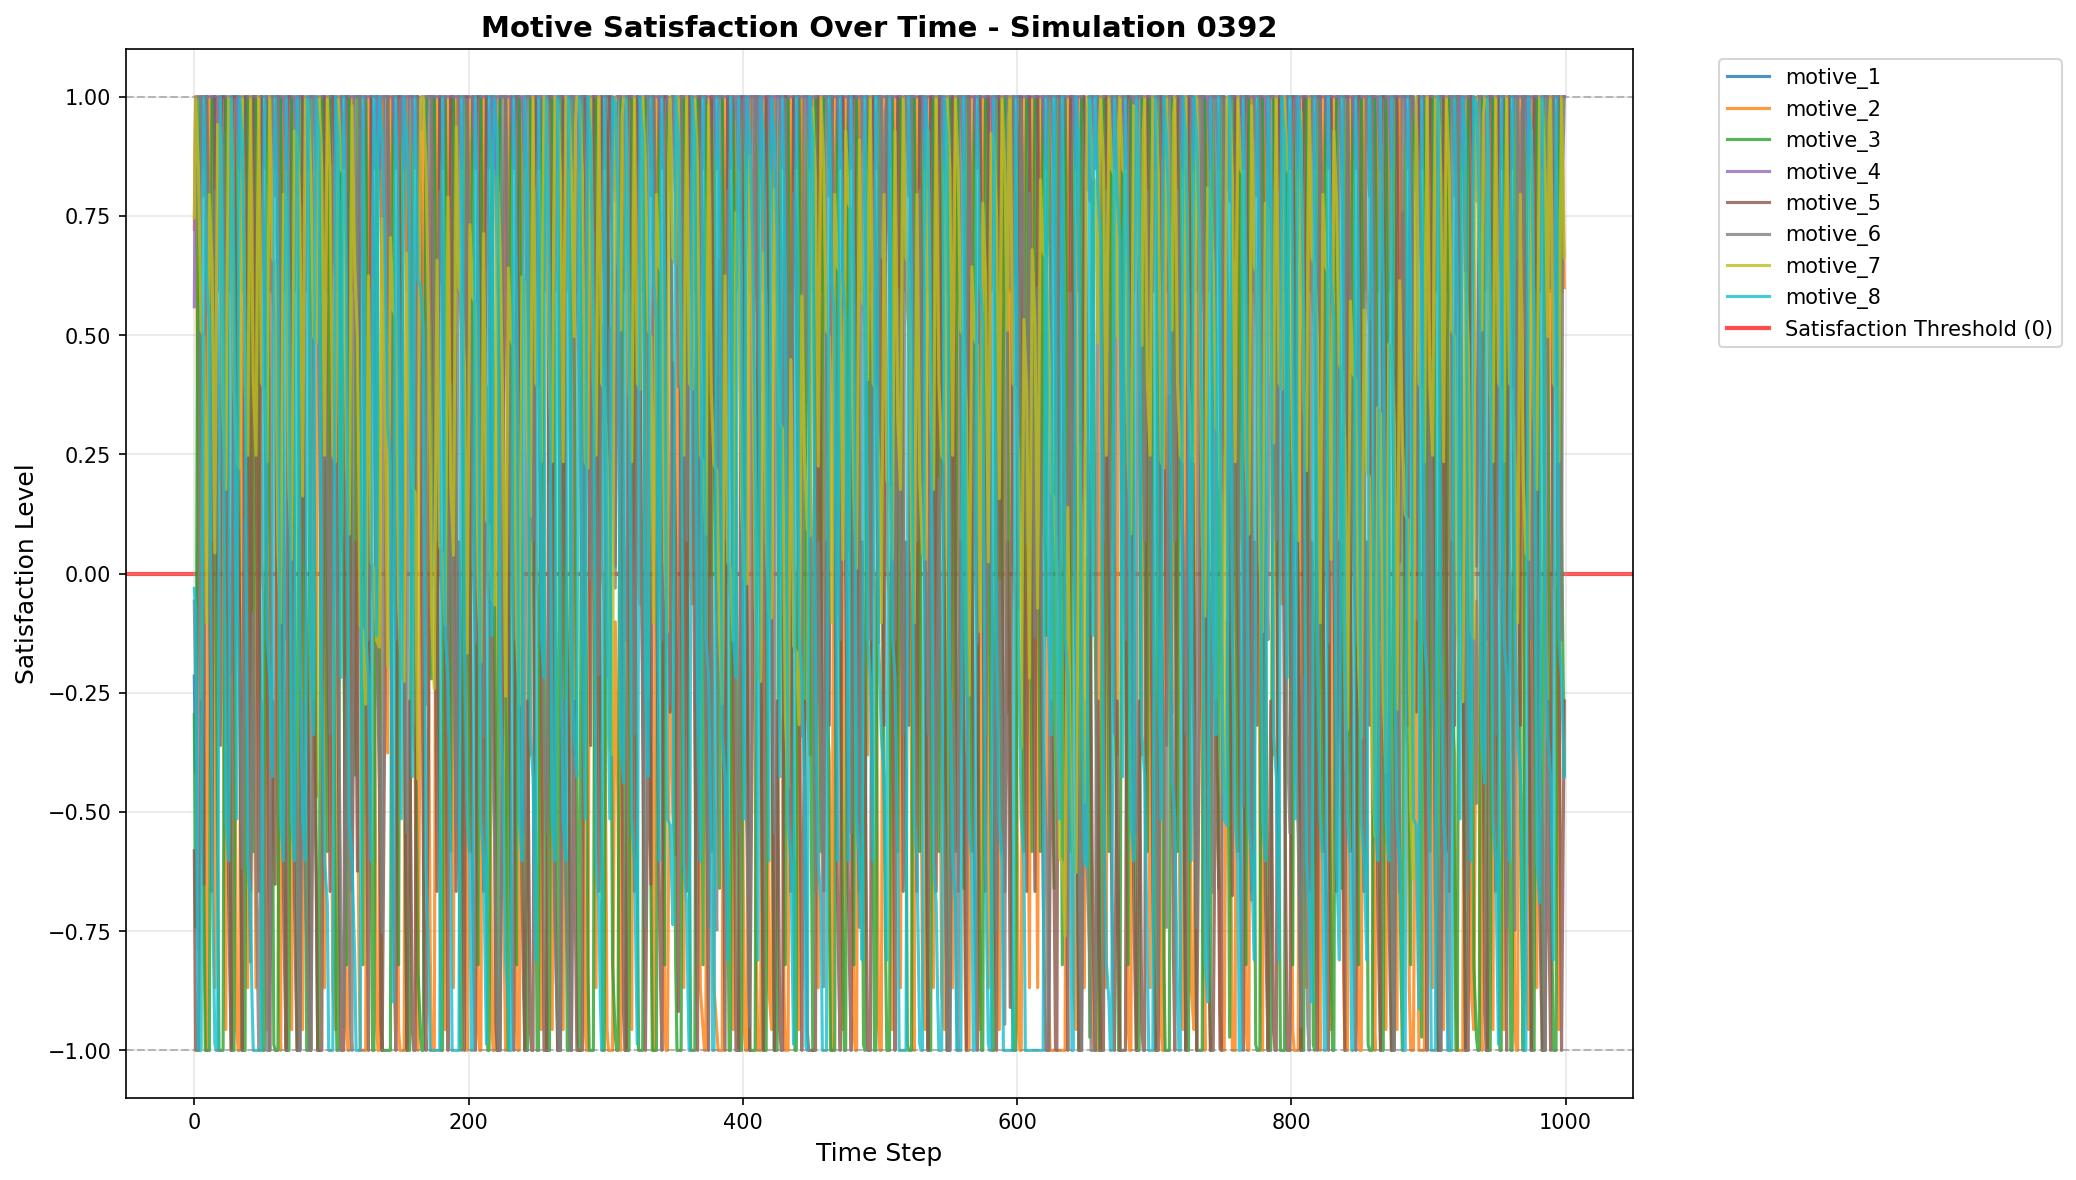 Motive Satisfaction Over Time - Simulation 0392
Satisfaction Level
1.00
0.75
0.50
0.25
0.00
−0.25
−0.50
−0.75
−1.00
0
200
400
600
800
1000
Time Step
motive_1
motive_2
motive_3
motive_4
motive_5
motive_6
motive_7
motive_8
Satisfaction Threshold (0)